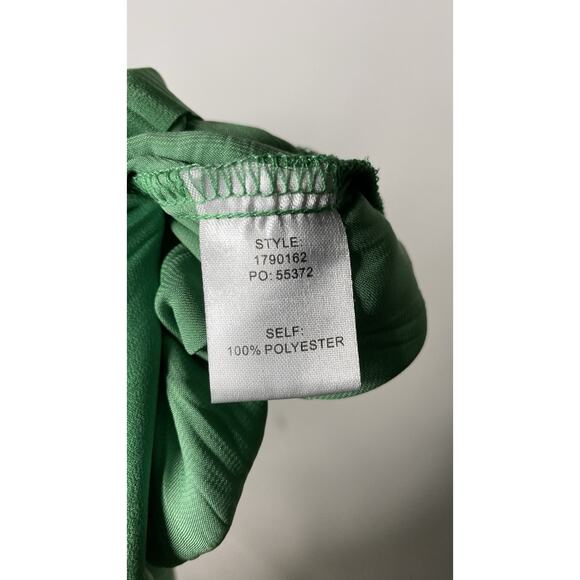 STYLE:
1790162
PO: 55372
SELF:
100% POLYESTER